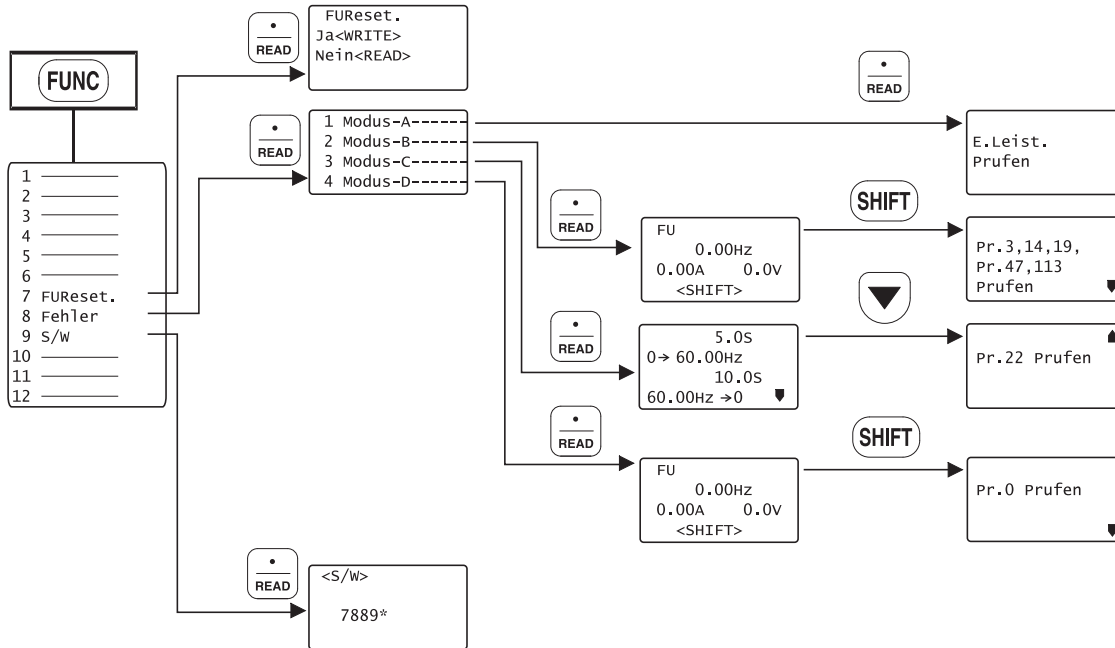 FUNC
1
2
3
4
5
6
7 FUReset.
8 Fehler
9 S/W
10
11
12
READ
FUReset.
Ja<WRITE>
Nein<READ>
READ
1 Modus-A------
2 Modus-B------
3 Modus-C------
4 Modus-D------
READ
E.Leist.
Prufen
READ
FU
0.00Hz
0.00A 0.0V
<SHIFT>
SHIFT
Pr.3,14,19,
Pr.47,113
Prufen
READ
5.0S
0→ 60.00Hz
10.0S
60.00Hz →0
Pr.22 Prufen
READ
FU
0.00Hz
0.00A 0.0V
<SHIFT>
SHIFT
Pr.0 Prufen
READ
<S/W>
7889*